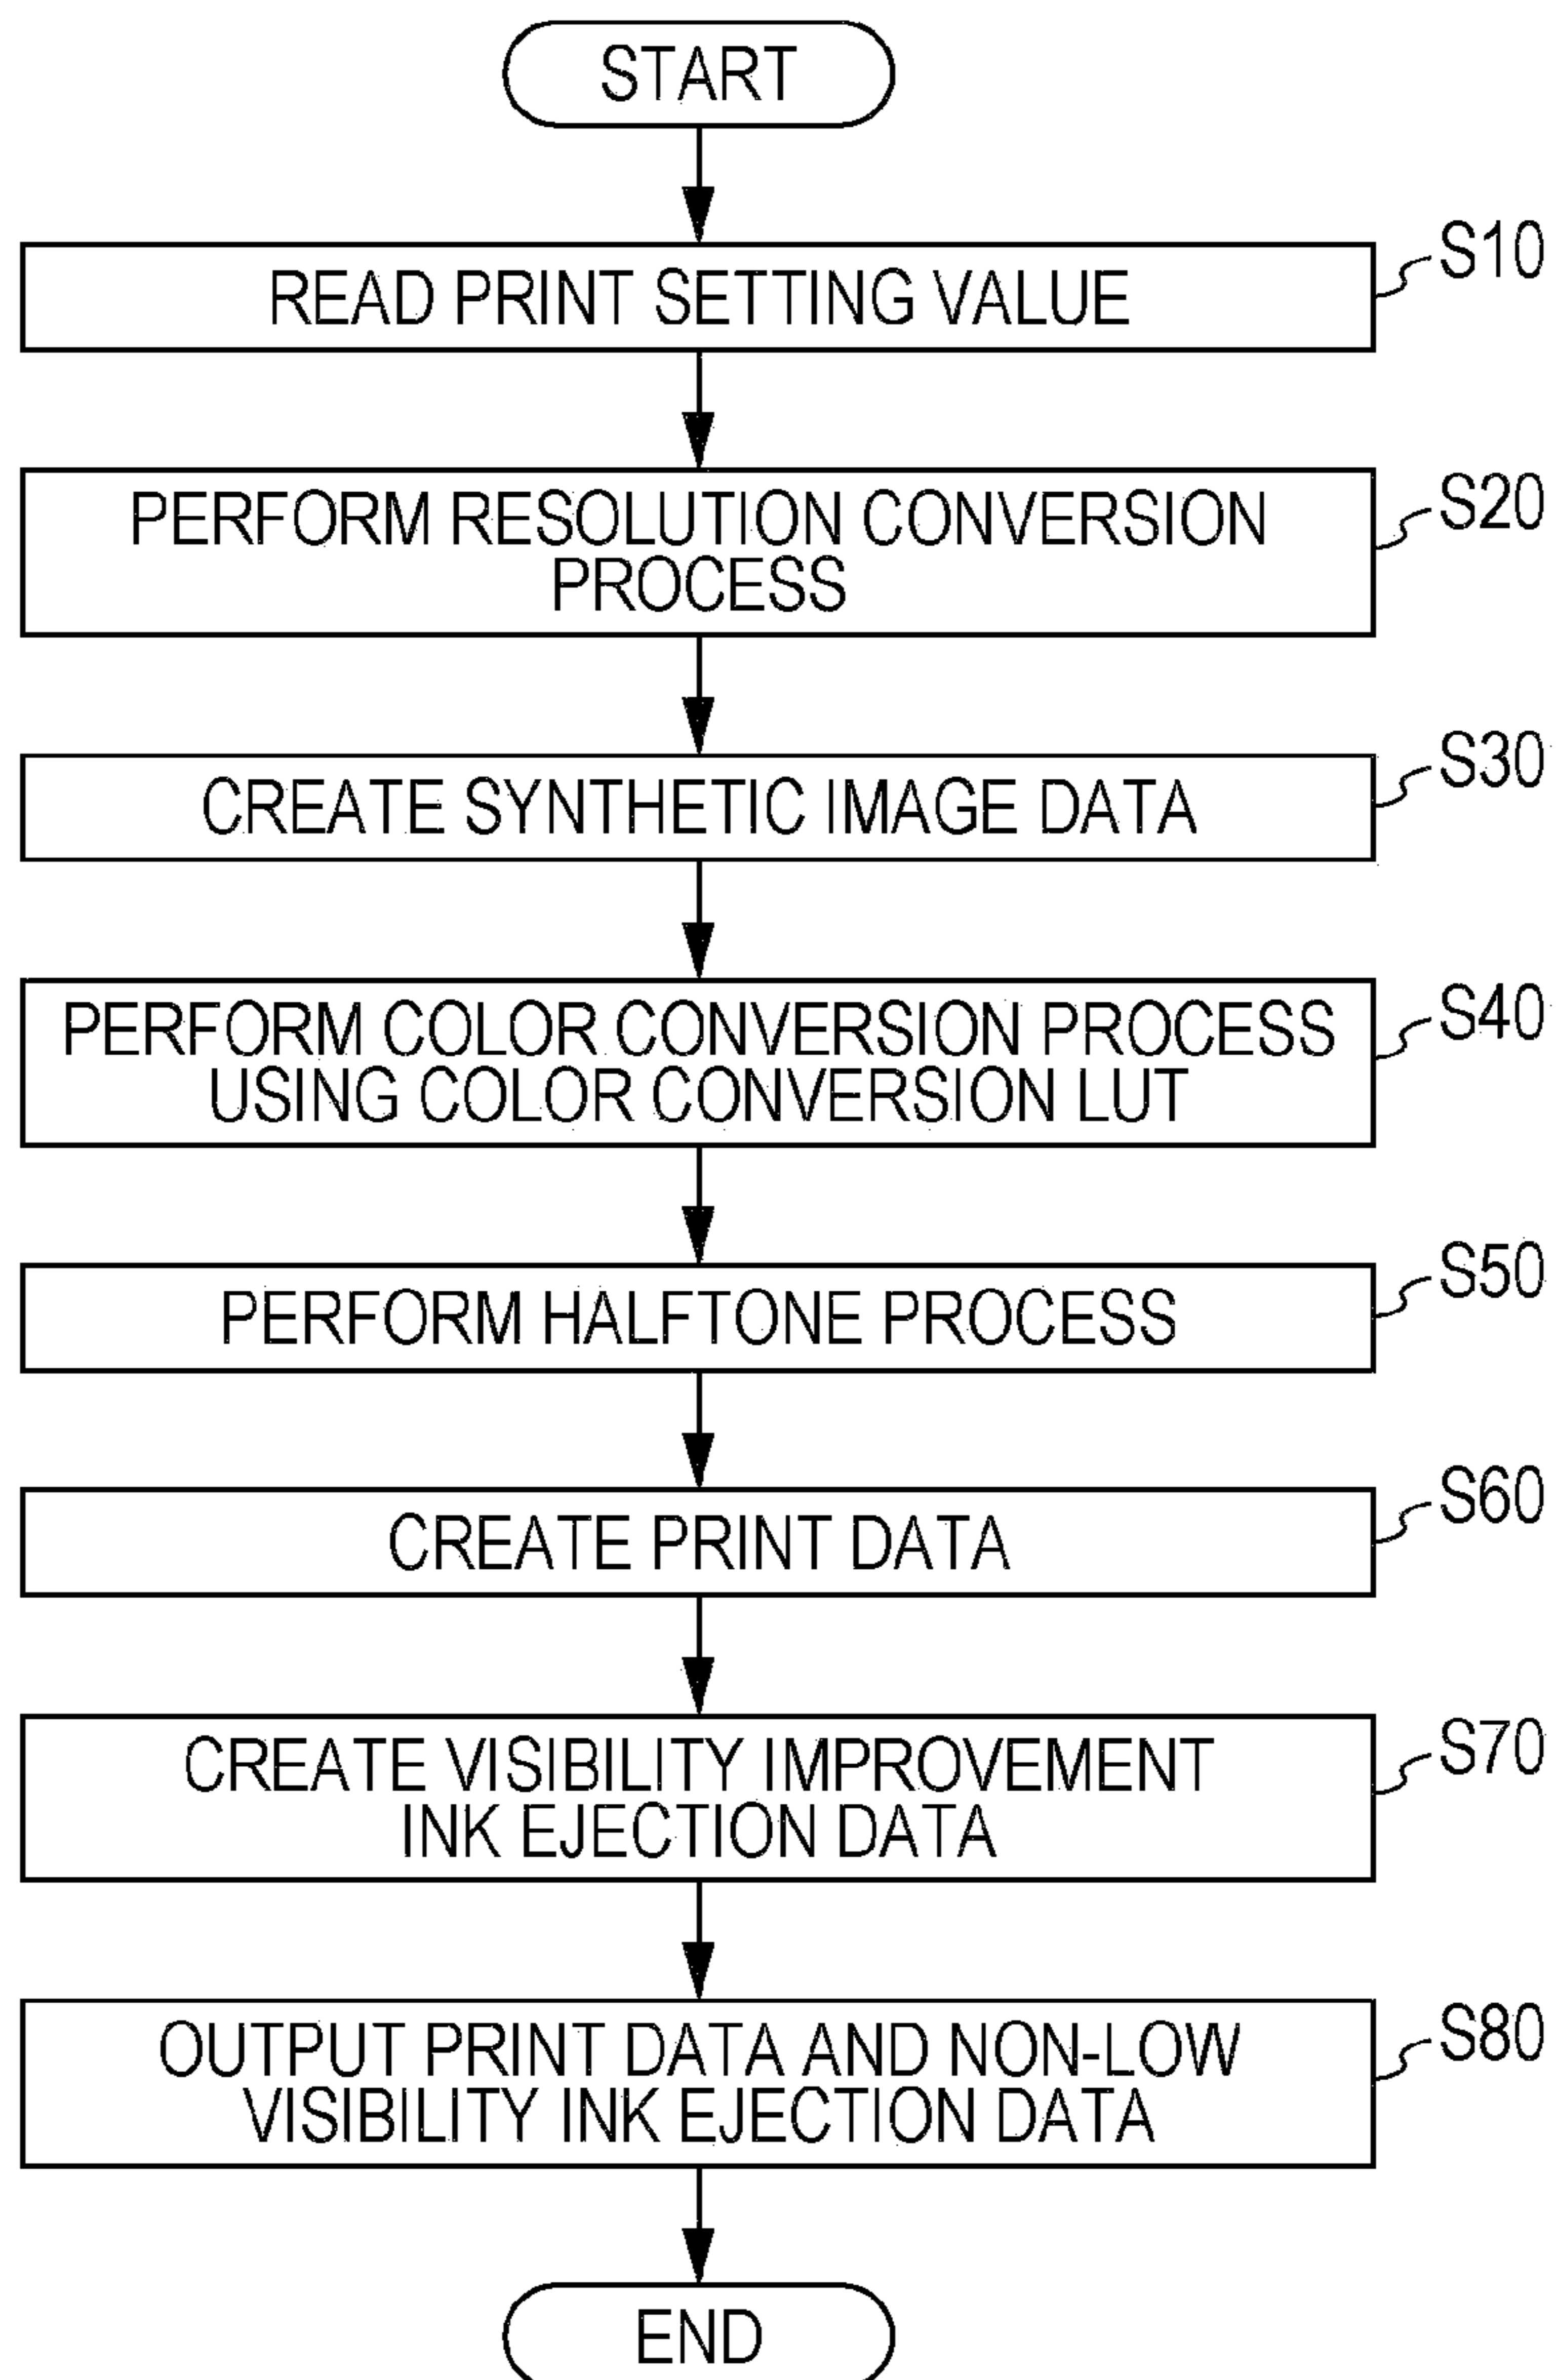 START
READ PRINT SETTING VALUE
S10
PERFORM RESOLUTION CONVERSION
PROCESS
S20
CREATE SYNTHETIC IMAGE DATA
S30
PERFORM COLOR CONVERSION PROCESS
USING COLOR CONVERSION LUT
S40
PERFORM HALFTONE PROCESS
S50
CREATE PRINT DATA
S60
CREATE VISIBILITY IMPROVEMENT
INK EJECTION DATA
S70
OUTPUT PRINT DATA AND NON-LOW
VISIBILITY INK EJECTION DATA
S80
END